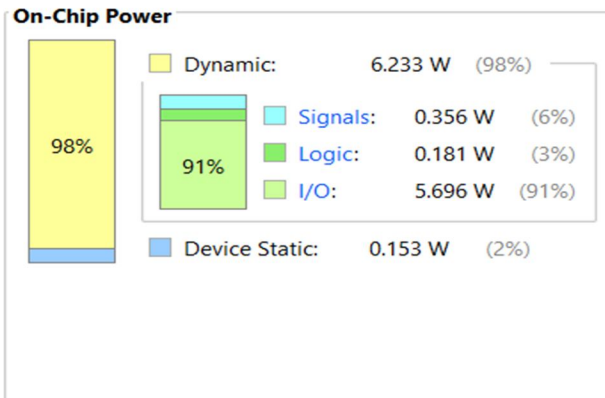 On-Chip Power
Dynamic: 6.233 W (98%)
98%
91%
Signals: 0.356 W (6%)
Logic: 0.181 W (3%)
I/O: 5.696 W (91%)
Device Static: 0.153 W (2%)